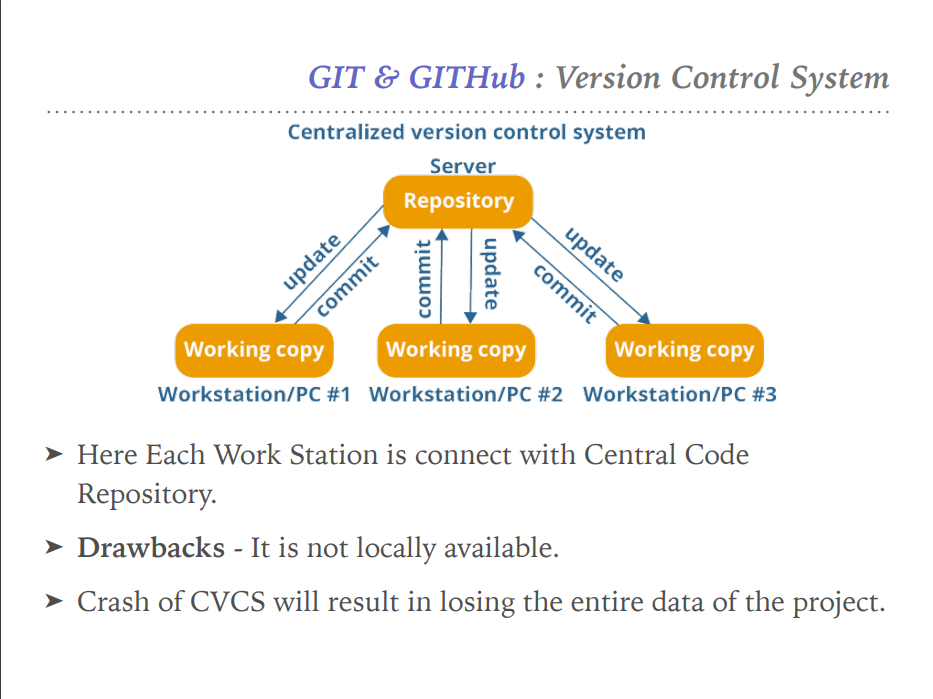 GIT & GITHub : Version Control System
Centralized version control system
Server
Repository
update
commit
commit
update
update
commit
Working copy
Working copy
Working copy
Workstation/PC #1
Workstation/PC #2
Workstation/PC #3
➤ Here Each Work Station is connect with Central Code
Repository.
➤ Drawbacks - It is not locally available.
➤ Crash of CVCS will result in losing the entire data of the project.